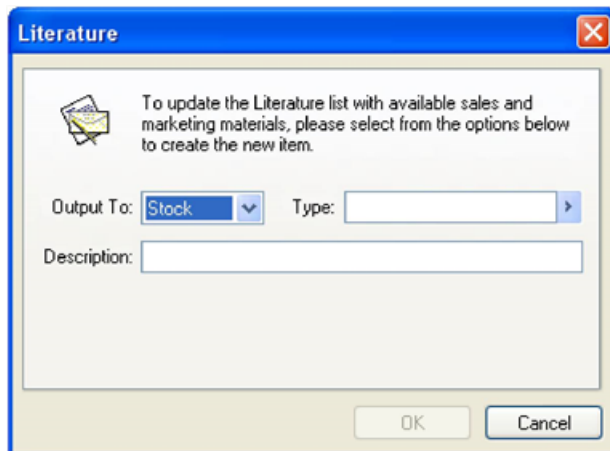 Literature
To update the Literature list with available sales and
marketing materials, please select from the options below
to create the new item.
Output To: Stock Type:
Description:
OK Cancel